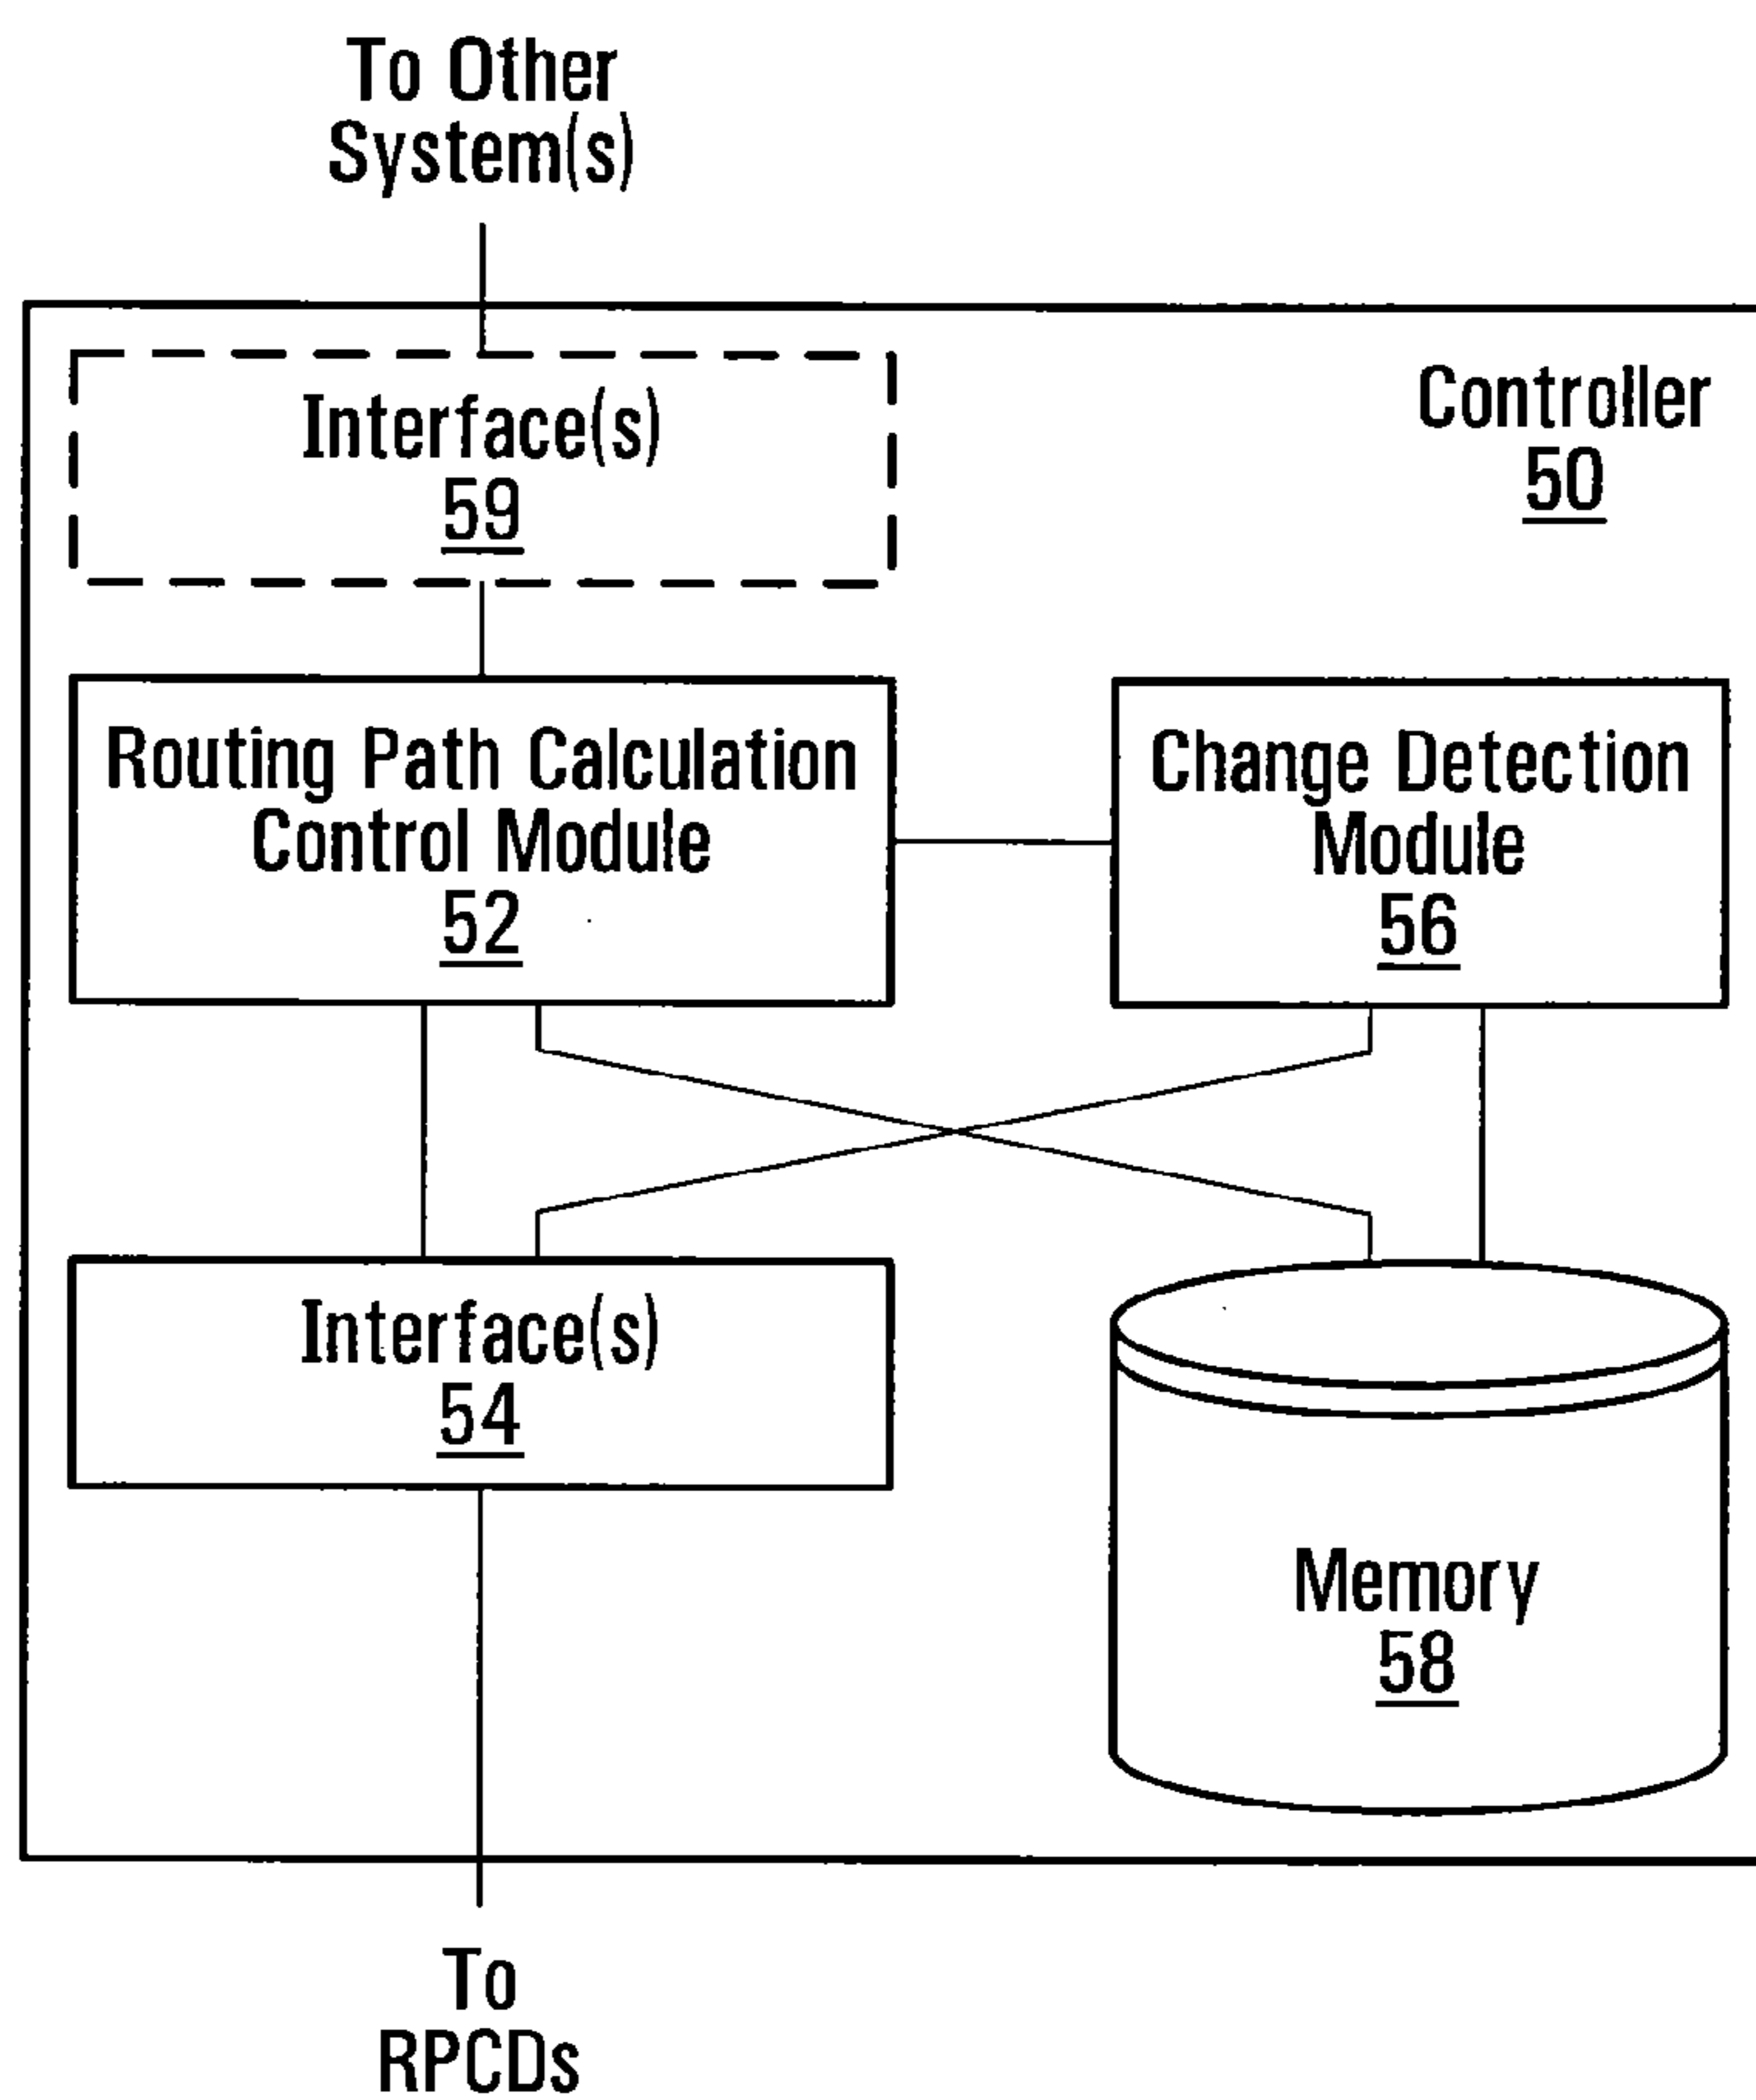 To Other
System(s)
Controller
50
Interface(s)
59
Routing Path Calculation
Control Module
52
Change Detection
Module
56
Interface(s)
54
Memory
58
To
RPCDs